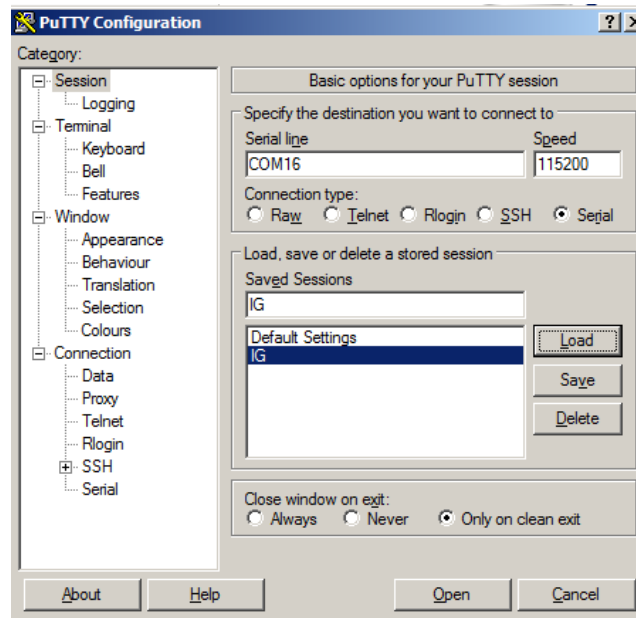 PuTTY Configuration
?
Category:
Session
Logging
Terminal
Keyboard
Bell
Features
Window
Appearance
Behaviour
Translation
Selection
Colours
Connection
Data
Proxy
Telnet
Rlogin
SSH
Serial
Basic options for your PuTTY session
Specify the destination you want to connect to
Serial line Speed
COM16 115200
Connection type:
Raw Telnet Rlogin SSH Serial
Load, save or delete a stored session
Saved Sessions
IG
Default Settings
IG
Load
Save
Delete
Close window on exit:
Always Never Only on clean exit
About Help Open Cancel